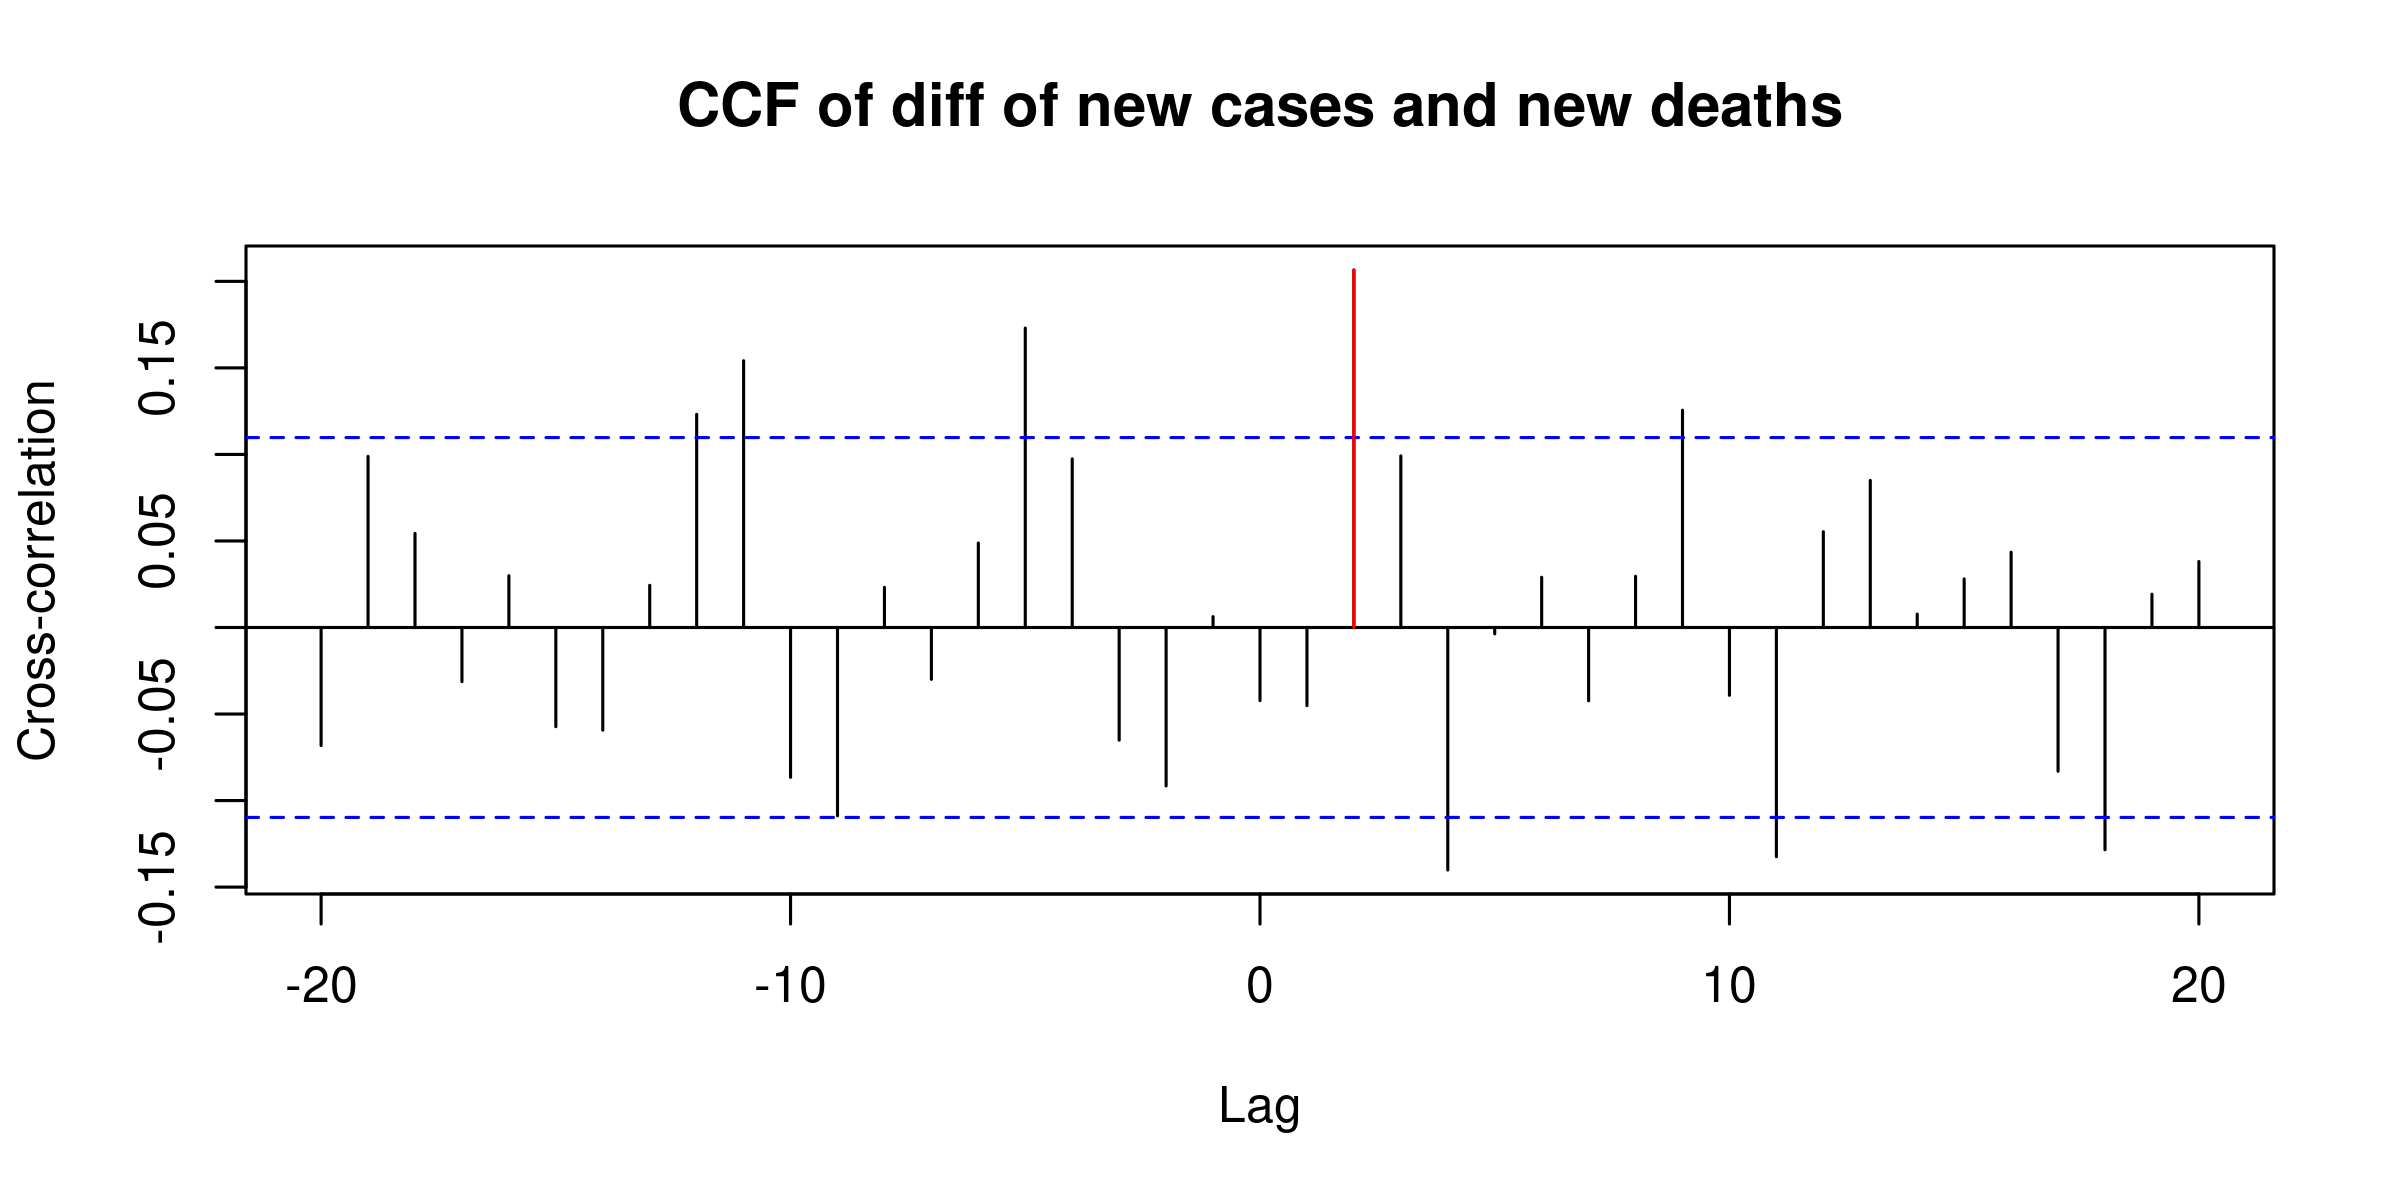 CCF of diff of new cases and new deaths
Cross-correlation
0.15
0.05
-0.05
-0.15
-20 -10 0 10 20
Lag